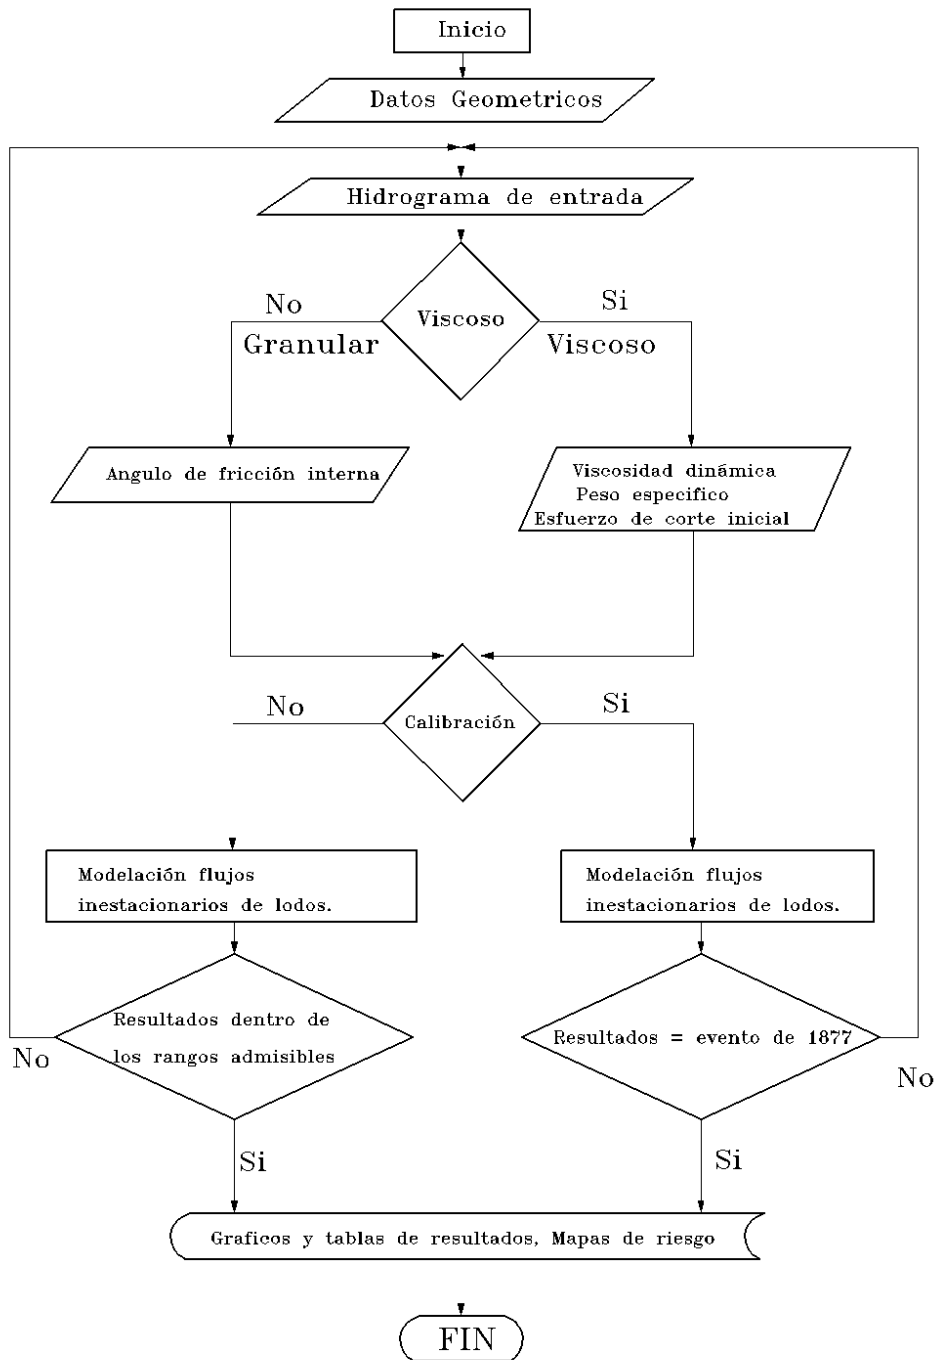 Inicio
Datos Geometricos
Hidrograma de entrada
No
Si
Viscoso
Granular
Viscoso
Angulo de fricción interna
Viscosidad dinámica
Peso especifico
Esfuerzo de corte inicial
No
Si
Calibración
Modelación flujos
inestacionarios de lodos.
Modelación flujos
inestacionarios de lodos.
Resultados dentro de
los rangos admisibles
Resultados = evento de 1877
No
No
Si
Si
Graficos y tablas de resultados, Mapas de riesgo
FIN